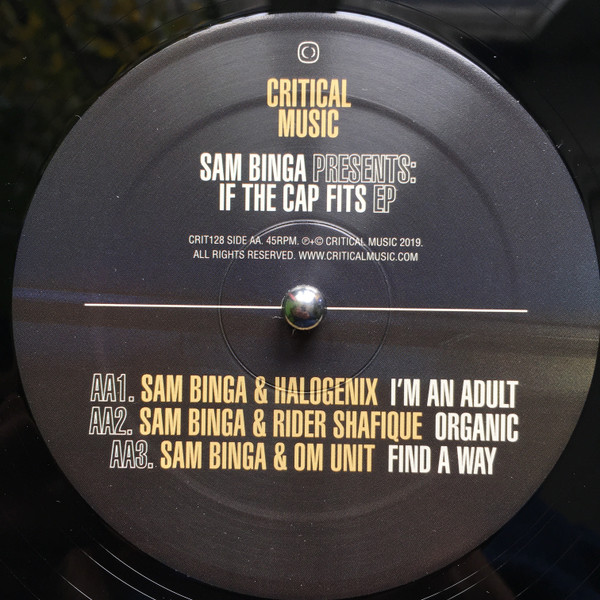 CRITICAL
MUSIC
SAM BINGA PRESENTS:
IF THE CAP FITS EP
CRIT128 SIDE AA. 45RPM. ℗+© CRITICAL MUSIC 2019.
ALL RIGHTS RESERVED. WWW.CRITICALMUSIC.COM
AA1. SAM BINGA & HALOGENIX I'M AN ADULT
AA2. SAM BINGA & RIDER SHAFIQUE ORGANIC
AA3. SAM BINGA & OM UNIT FIND A WAY